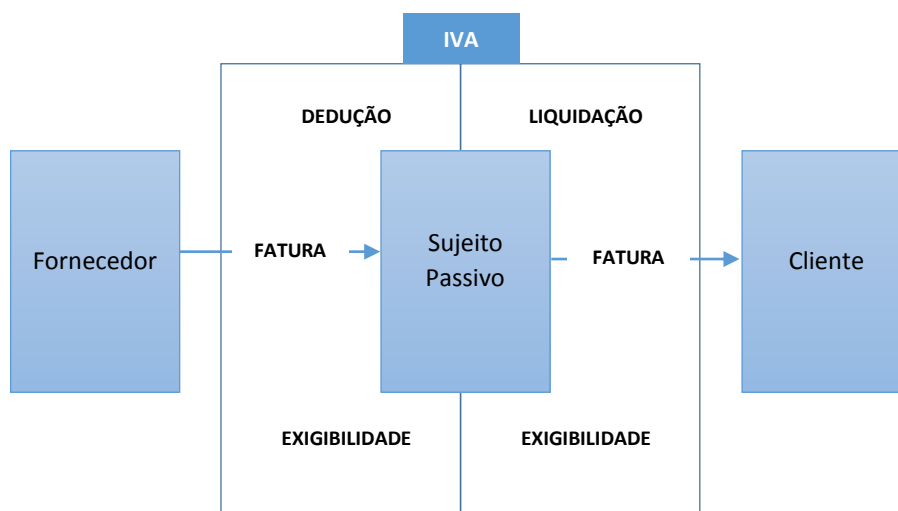 IVA
DEDUÇÃO
LIQUIDAÇÃO
Fornecedor
FATURA
Sujeito
Passivo
FATURA
Cliente
EXIGIBILIDADE
EXIGIBILIDADE